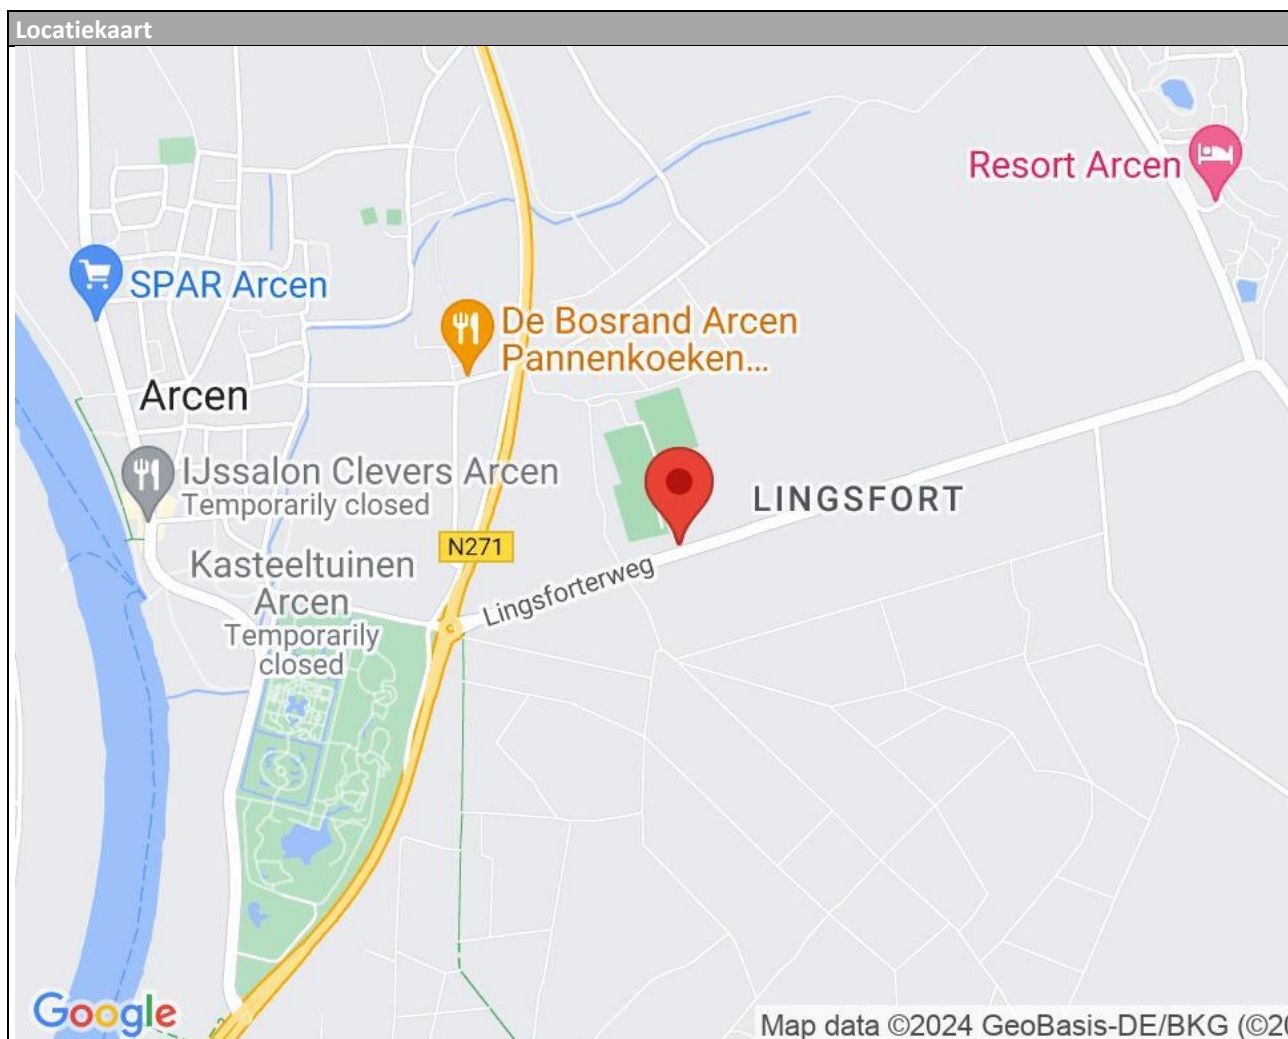 Locatiekaart
Resort Arcen
SPAR Arcen
De Bosrand Arcen
Pannenkoeken...
Arcen
IJssalon Clevers Arcen
Temporarily closed
LINGSFORT
N271
Kasteeltuinen
Arcen
Temporarily
closed
Lingsforterweg
Google
Map data ©2024 GeoBasis-DE/BKG (©20